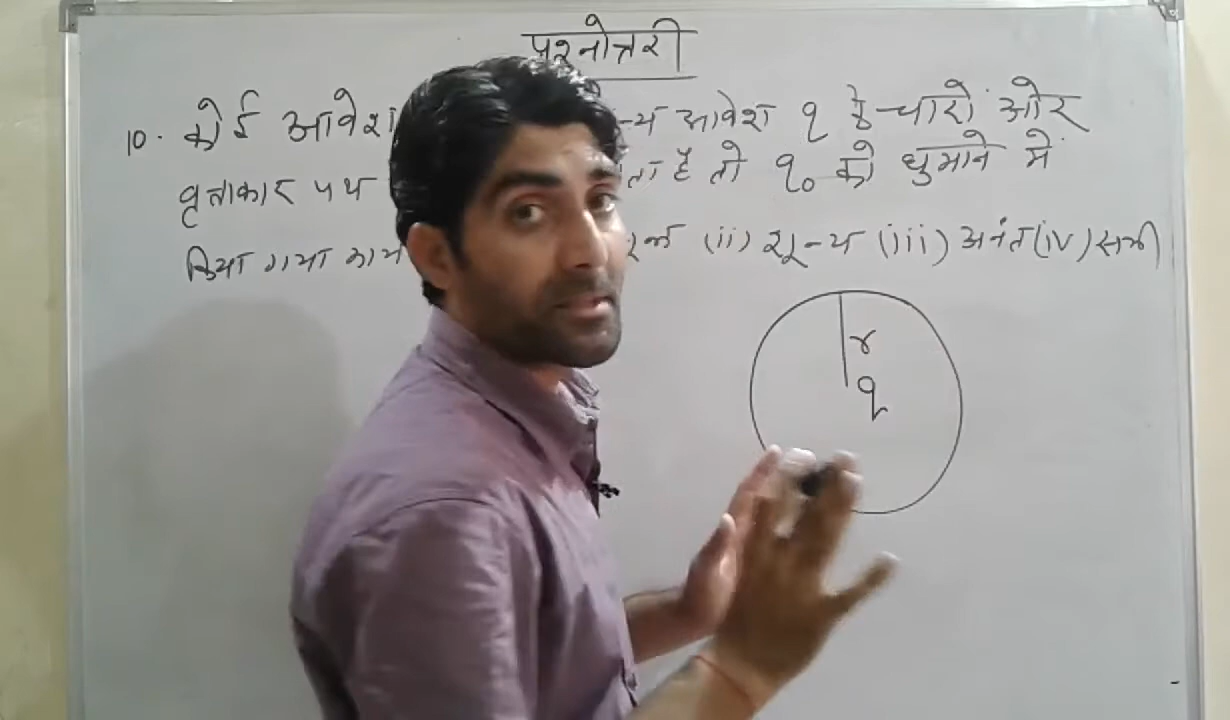 प्रश्नोत्तरी
10. कोई आवेश आवेश q के चारों ओर
वृत्ताकार पथ है तो q₀ को घुमाने में
किया गया (ii) शून्य (iii) अनंत (iv) सभी
r
q